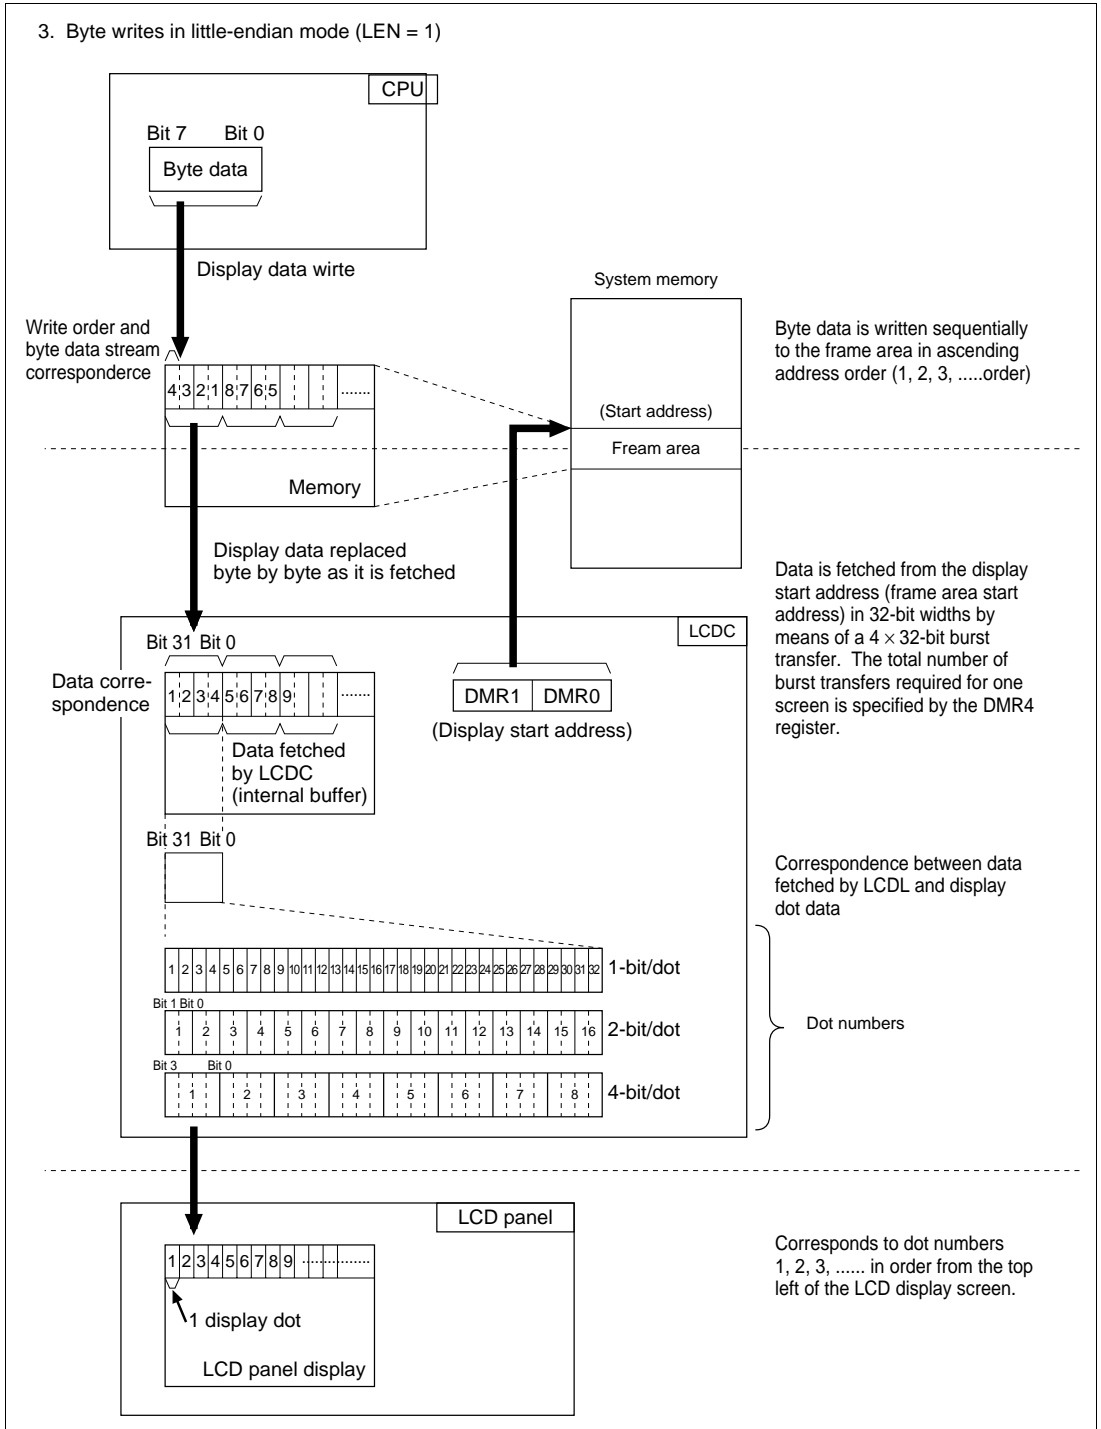 3. Byte writes in little-endian mode (LEN = 1)
CPU
Bit 7 Bit 0
Byte data
Display data wirte
System memory
Write order and
byte data stream
corresponderce
4 3 2 1 8 7 6 5 .......
Memory
(Start address)
Fream area
Byte data is written sequentially
to the frame area in ascending
address order (1, 2, 3, .....order)
Display data replaced
byte by byte as it is fetched
Data is fetched from the display
start address (frame area start
address) in 32-bit widths by
means of a 4 × 32-bit burst
transfer. The total number of
burst transfers required for one
screen is specified by the DMR4
register.
LCDC
Bit 31 Bit 0
Data corre-
spondence
1 2 3 4 5 6 7 8 9 .......
Data fetched
by LCDC
(internal buffer)
DMR1 DMR0
(Display start address)
Bit 31 Bit 0
Correspondence between data
fetched by LCDL and display
dot data
1 2 3 4 5 6 7 8 9 10 11 12 13 14 15 16 17 18 19 20 21 22 23 24 25 26 27 28 29 30 31 32 1-bit/dot
Bit 1 Bit 0
1 2 3 4 5 6 7 8 9 10 11 12 13 14 15 16 2-bit/dot
Bit 3 Bit 0
1 2 3 4 5 6 7 8 4-bit/dot
Dot numbers
LCD panel
1 2 3 4 5 6 7 8 9 ................
1 display dot
LCD panel display
Corresponds to dot numbers
1, 2, 3, ...... in order from the top
left of the LCD display screen.